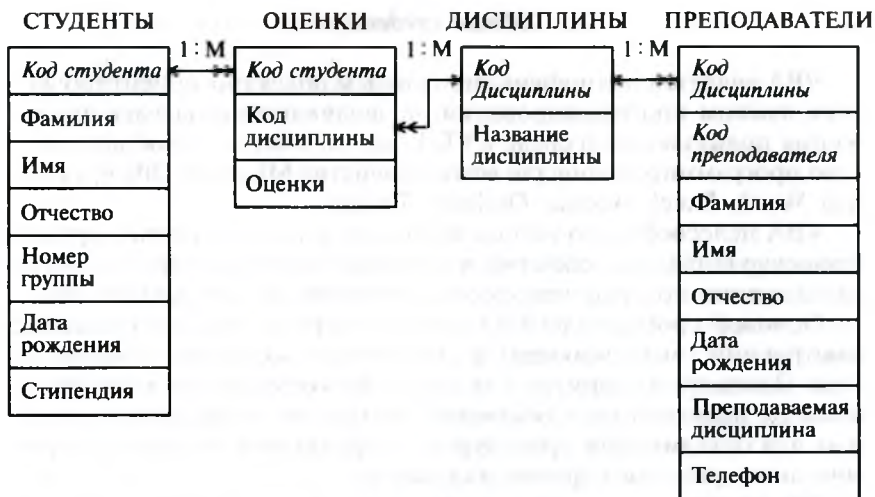 СТУДЕНТЫ
Код студента
Фамилия
Имя
Отчество
Номер
группы
Дата
рождения
Стипендия
1 : М
ОЦЕНКИ
Код студента
Код
дисциплины
Оценки
1 : М
ДИСЦИПЛИНЫ
Код
Дисциплины
Название
дисциплины
1 : М
ПРЕПОДАВАТЕЛИ
Код
Дисциплины
Код
преподавателя
Фамилия
Имя
Отчество
Дата
рождения
Преподаваемая
дисциплина
Телефон